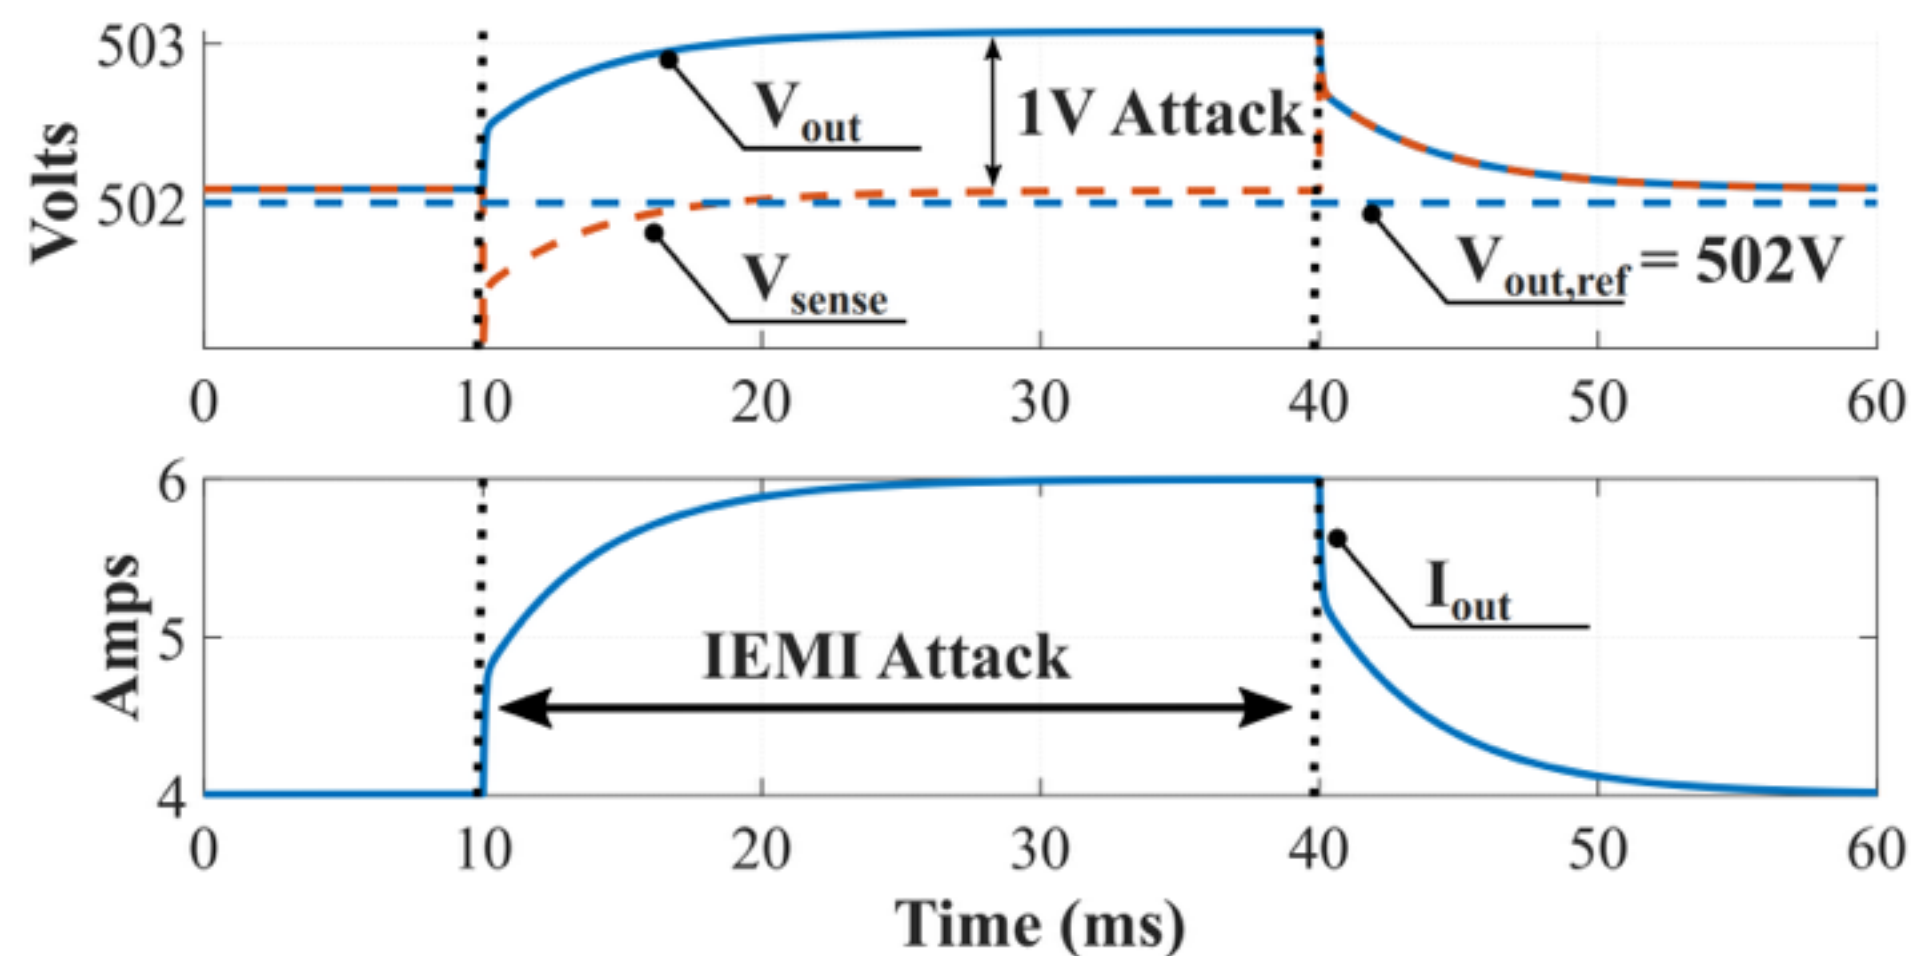 503
502
Volts
V_out
1V Attack
V_sense
V_out,ref = 502V
0 10 20 30 40 50 60
6
5
4
Amps
I_out
IEMI Attack
0 10 20 30 40 50 60
Time (ms)